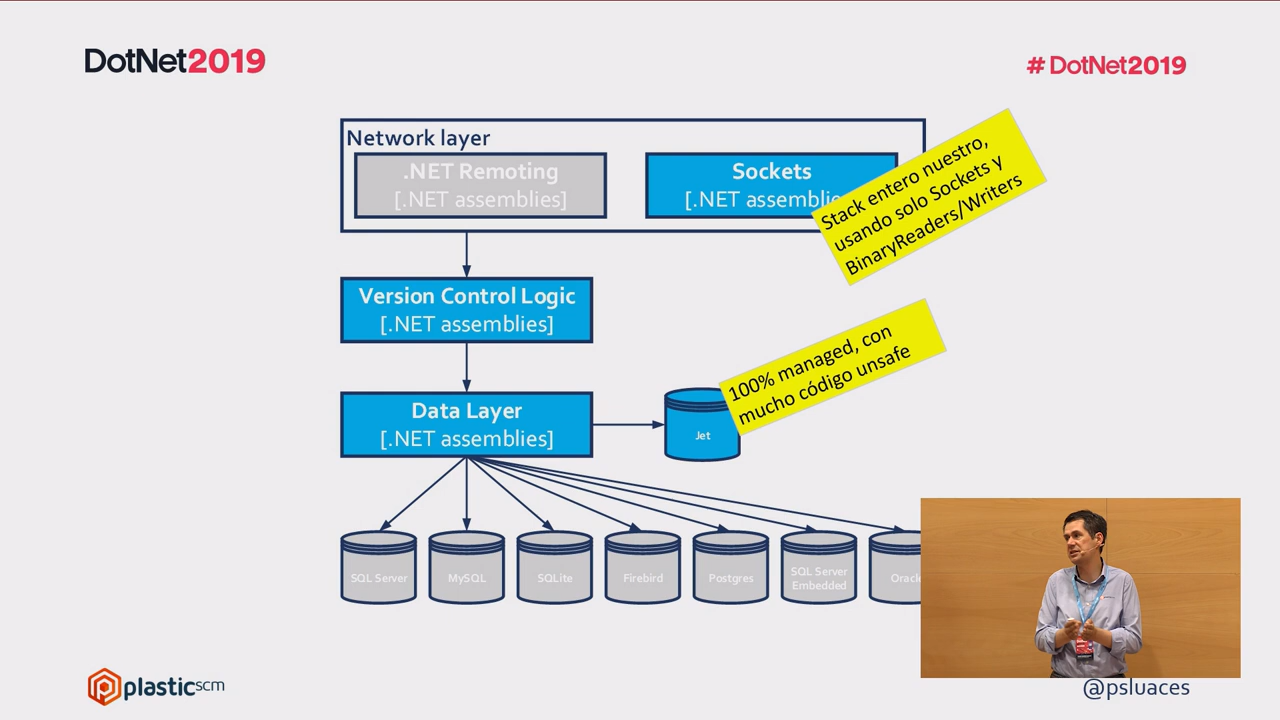 DotNet2019
# DotNet2019
Network layer
.NET Remoting
[.NET assemblies]
Sockets
[.NET assemblie
Stack entero nuestro,
usando solo Sockets y
BinaryReaders/Writers
Version Control Logic
[.NET assemblies]
100% managed, con
mucho código unsafe
Data Layer
[.NET assemblies]
Jet
SQL Server
MySQL
SQLite
Firebird
Postgres
SQL Server
Embedded
Oracle
plasticscm
@psluaces